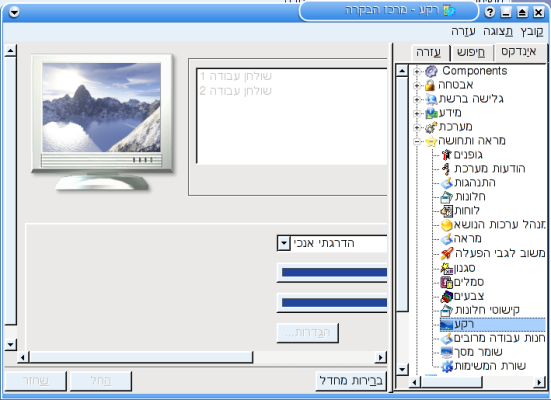 רקע - מרכז הבקרה
קובץ תצוגה עזרה
אינדקס חיפוש עזרה
Components
אבטחה
גלישה ברשת
מידע
מערכת
מראה ותחושה
גופנים
הודעות מערכת
התנהגות
חלונות
לוחות
מנהל ערכות הנושא
מראה
משוב לגבי הפעלה
סגנון
סמלים
צבעים
קישוטי חלונות
רקע
חנות עבודה מרובים
שומר מסך
שורת המשימות
שולחן עבודה 1
שולחן עבודה 2
הדרגתי אנכי
הגדרות...
ברירות מחדל
החל
שחזר